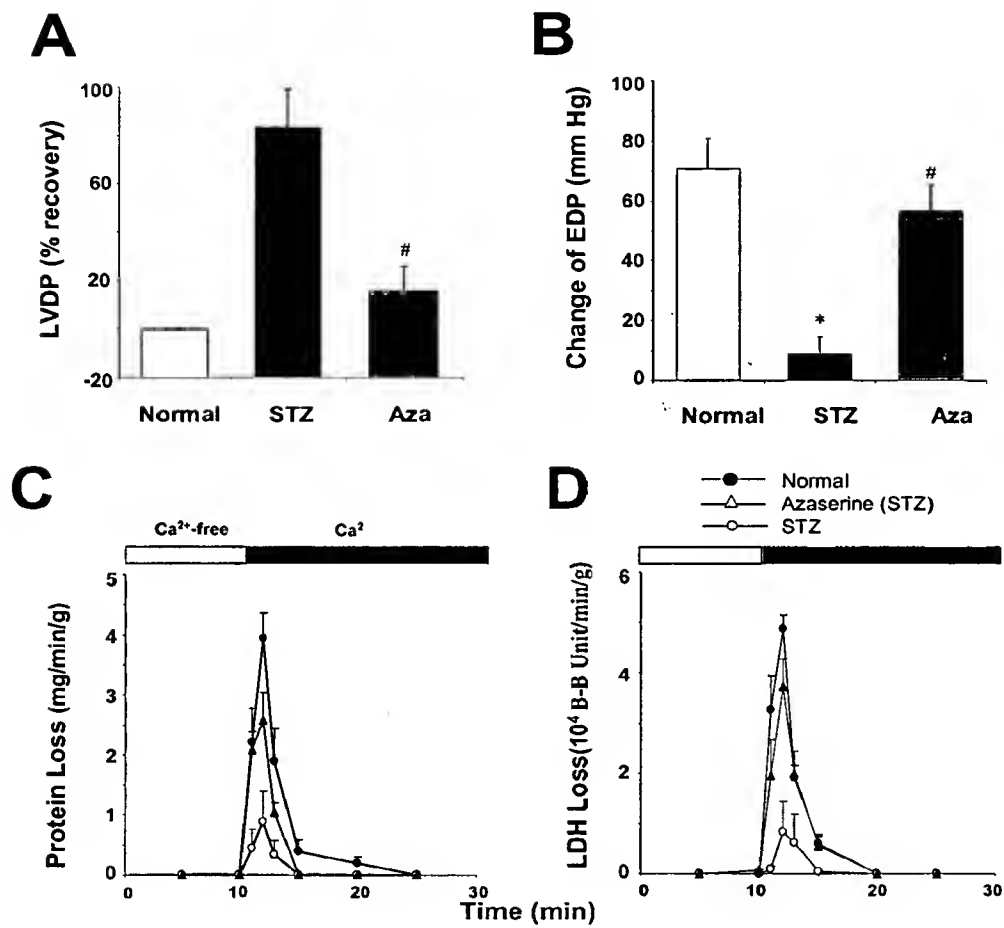 A
LVDP (% recovery)
100
60
20
-20
#
Normal STZ Aza
B
Change of EDP (mm Hg)
100
80
60
40
20
0
*
#
Normal STZ Aza
C
Ca²⁺-free Ca²
Protein Loss (mg/min/g)
5
4
3
2
1
0
0 10 20 30
D
Normal
Azaserine (STZ)
STZ
LDH Loss(10⁴ B-B Unit/min/g)
6
4
2
0
0 10 20 30
Time (min)